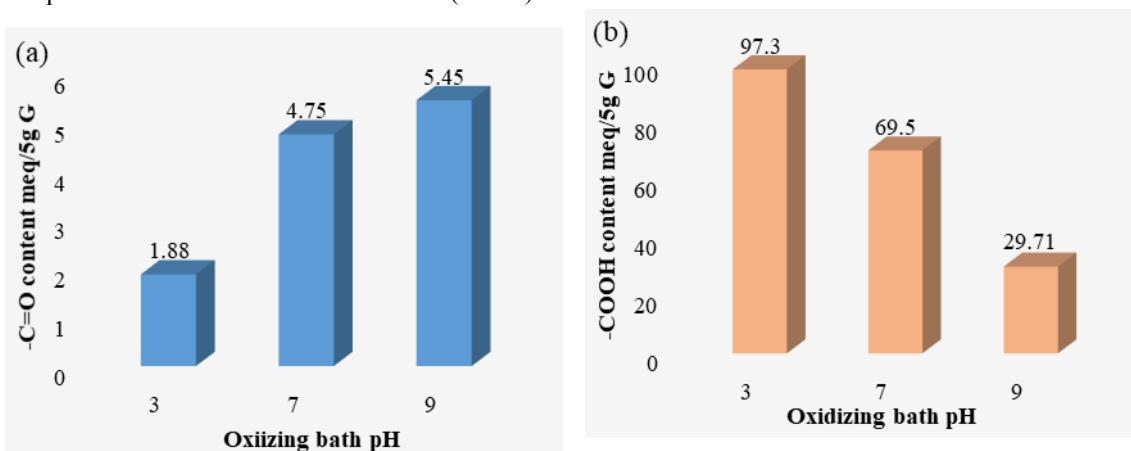 (a)
-C=O content meq/5g G
6
5
4
3
2
1
0
1.88
4.75
5.45
3 7 9
Oxiizing bath pH
(b)
-COOH content meq/5g G
100
80
60
40
20
0
97.3
69.5
29.71
3 7 9
Oxidizing bath pH